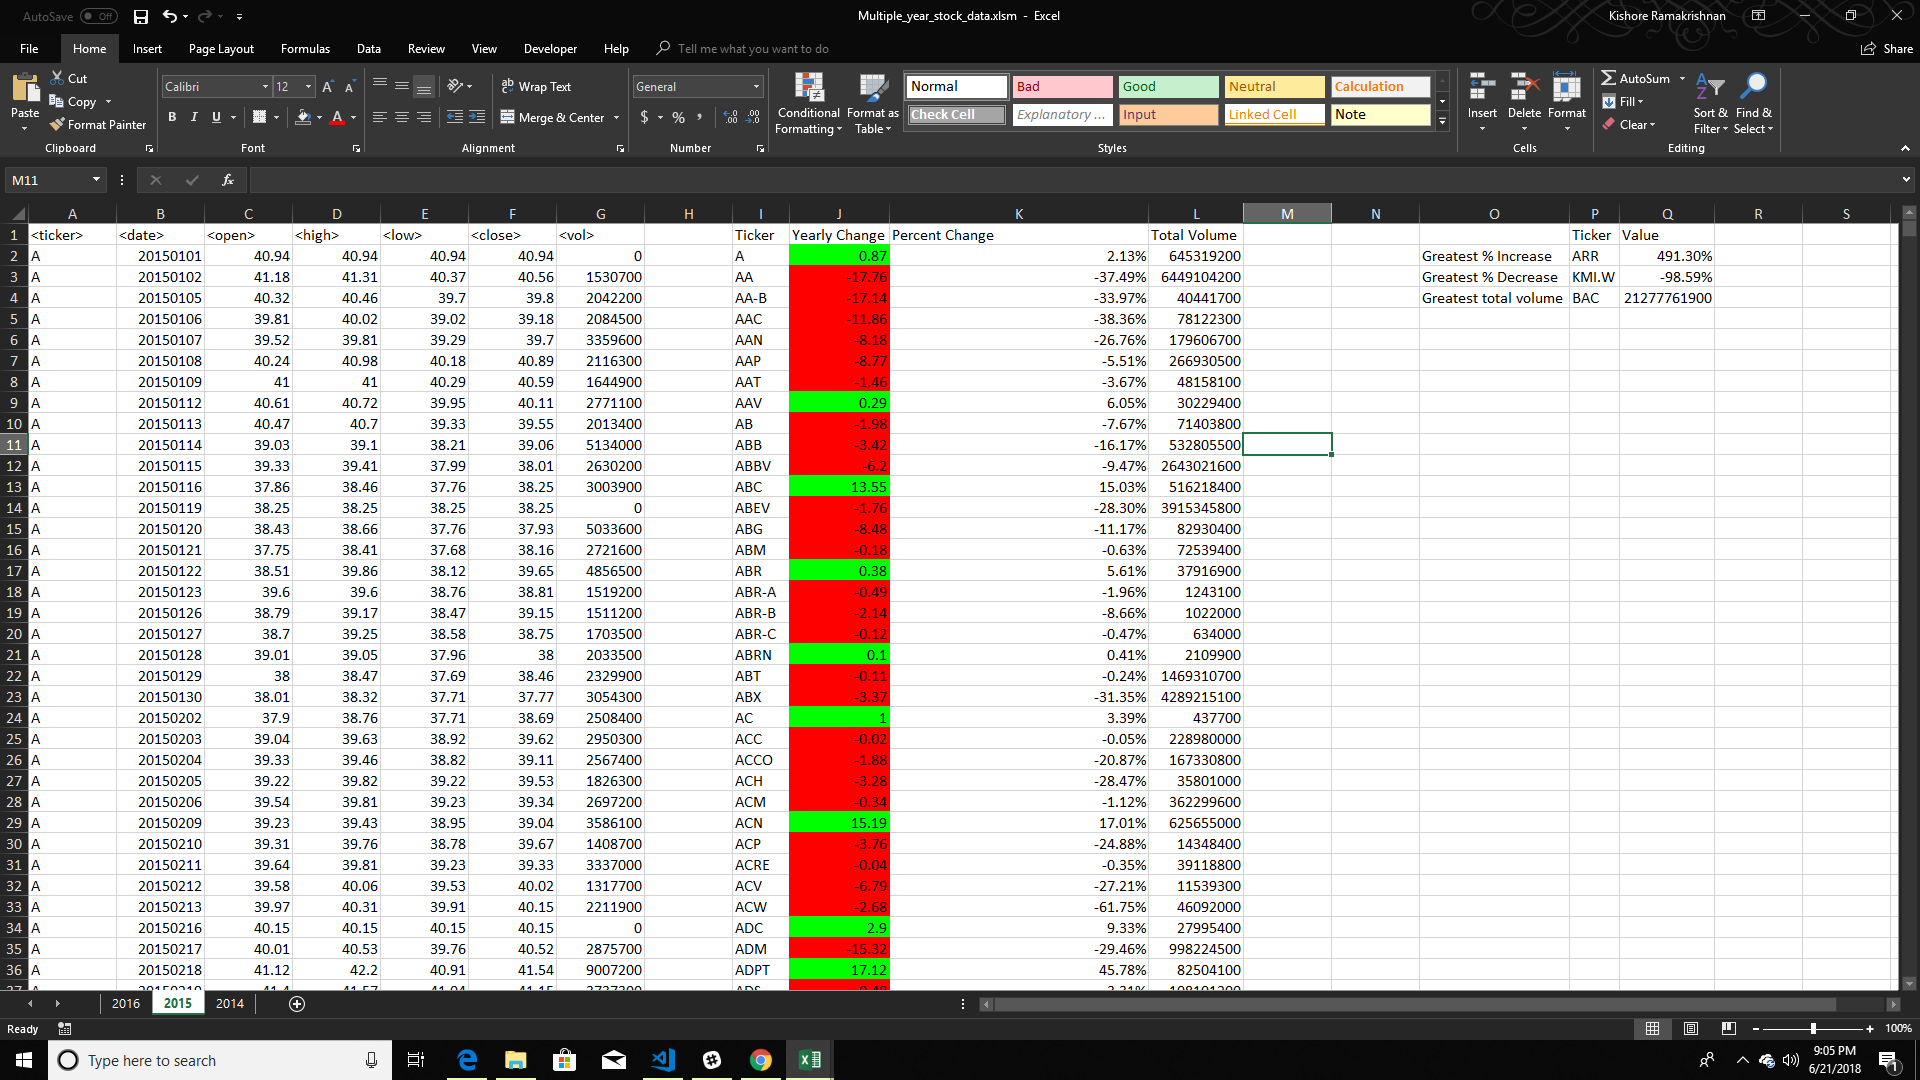 AutoSave Off
Multiple_year_stock_data.xlsm - Excel
Kishore Ramakrishnan
File Home Insert Page Layout Formulas Data Review View Developer Help Tell me what you want to do Share
Paste Cut Copy Format Painter Clipboard
Calibri 12 B I U A Font
ab Wrap Text Merge & Center Alignment
General $ % , Number
Conditional Formatting Format as Table
Normal Bad Good Neutral Calculation
Check Cell Explanatory ... Input Linked Cell Note
Styles
Insert Delete Format Cells
AutoSum Fill Clear Sort & Filter Find & Select Editing
M11 fx
A B C D E F G H I J K L M N O P Q R S
1 <ticker> <date> <open> <high> <low> <close> <vol> Ticker Yearly Change Percent Change Total Volume Ticker Value
2 A 20150101 40.94 40.94 40.94 40.94 0 A 0.87 2.13% 645319200 Greatest % Increase ARR 491.30%
3 A 20150102 41.18 41.31 40.37 40.56 1530700 AA -17.76 -37.49% 6449104200 Greatest % Decrease KMI.W -98.59%
4 A 20150105 40.32 40.46 39.7 39.8 2042200 AA-B -17.14 -33.97% 40441700 Greatest total volume BAC 21277761900
5 A 20150106 39.81 40.02 39.02 39.18 2084500 AAC -11.86 -38.36% 78122300
6 A 20150107 39.52 39.81 39.29 39.7 3359600 AAN -8.18 -26.76% 179606700
7 A 20150108 40.24 40.98 40.18 40.89 2116300 AAP -8.77 -5.51% 266930500
8 A 20150109 41 41 40.29 40.59 1644900 AAT -1.46 -3.67% 48158100
9 A 20150112 40.61 40.72 39.95 40.11 2771100 AAV 0.29 6.05% 30229400
10 A 20150113 40.47 40.7 39.33 39.55 2013400 AB -1.98 -7.67% 71403800
11 A 20150114 39.03 39.1 38.21 39.06 5134000 ABB -3.42 -16.17% 532805500
12 A 20150115 39.33 39.41 37.99 38.01 2630200 ABBV -6.2 -9.47% 2643021600
13 A 20150116 37.86 38.46 37.76 38.25 3003900 ABC 13.55 15.03% 516218400
14 A 20150119 38.25 38.25 38.25 38.25 0 ABEV -1.76 -28.30% 3915345800
15 A 20150120 38.43 38.66 37.76 37.93 5033600 ABG -8.48 -11.17% 82930400
16 A 20150121 37.75 38.41 37.68 38.16 2721600 ABM -0.18 -0.63% 72539400
17 A 20150122 38.51 39.86 38.12 39.65 4856500 ABR 0.38 5.61% 37916900
18 A 20150123 39.6 39.6 38.76 38.81 1519200 ABR-A -0.49 -1.96% 1243100
19 A 20150126 38.79 39.17 38.47 39.15 1511200 ABR-B -2.14 -8.66% 1022000
20 A 20150127 38.7 39.25 38.58 38.75 1703500 ABR-C -0.12 -0.47% 634000
21 A 20150128 39.01 39.05 37.96 38 2033500 ABRN 0.1 0.41% 2109900
22 A 20150129 38 38.47 37.69 38.46 2329900 ABT -0.11 -0.24% 1469310700
23 A 20150130 38.01 38.32 37.71 37.77 3054300 ABX -3.37 -31.35% 4289215100
24 A 20150202 37.9 38.76 37.71 38.69 2508400 AC 1 3.39% 437700
25 A 20150203 39.04 39.63 38.92 39.62 2950300 ACC -0.02 -0.05% 228980000
26 A 20150204 39.33 39.46 38.82 39.11 2567400 ACCO -1.88 -20.87% 167330800
27 A 20150205 39.22 39.82 39.22 39.53 1826300 ACH -3.28 -28.47% 35801000
28 A 20150206 39.54 39.81 39.23 39.34 2697200 ACM -0.34 -1.12% 362299600
29 A 20150209 39.23 39.43 38.95 39.04 3586100 ACN 15.19 17.01% 625655000
30 A 20150210 39.31 39.76 38.78 39.67 1408700 ACP -3.76 -24.88% 14348400
31 A 20150211 39.64 39.81 39.23 39.33 3337000 ACRE -0.04 -0.35% 39118800
32 A 20150212 39.58 40.06 39.53 40.02 1317700 ACV -6.79 -27.21% 11539300
33 A 20150213 39.97 40.31 39.91 40.15 2211900 ACW -2.68 -61.75% 46092000
34 A 20150216 40.15 40.15 40.15 40.15 0 ADC 2.9 9.33% 27995400
35 A 20150217 40.01 40.53 39.76 40.52 2875700 ADM -15.32 -29.46% 998224500
36 A 20150218 41.12 42.2 40.91 41.54 9007200 ADPT 17.12 45.78% 82504100
2016 2015 2014
Ready 100%
Type here to search
9:05 PM
6/21/2018
1